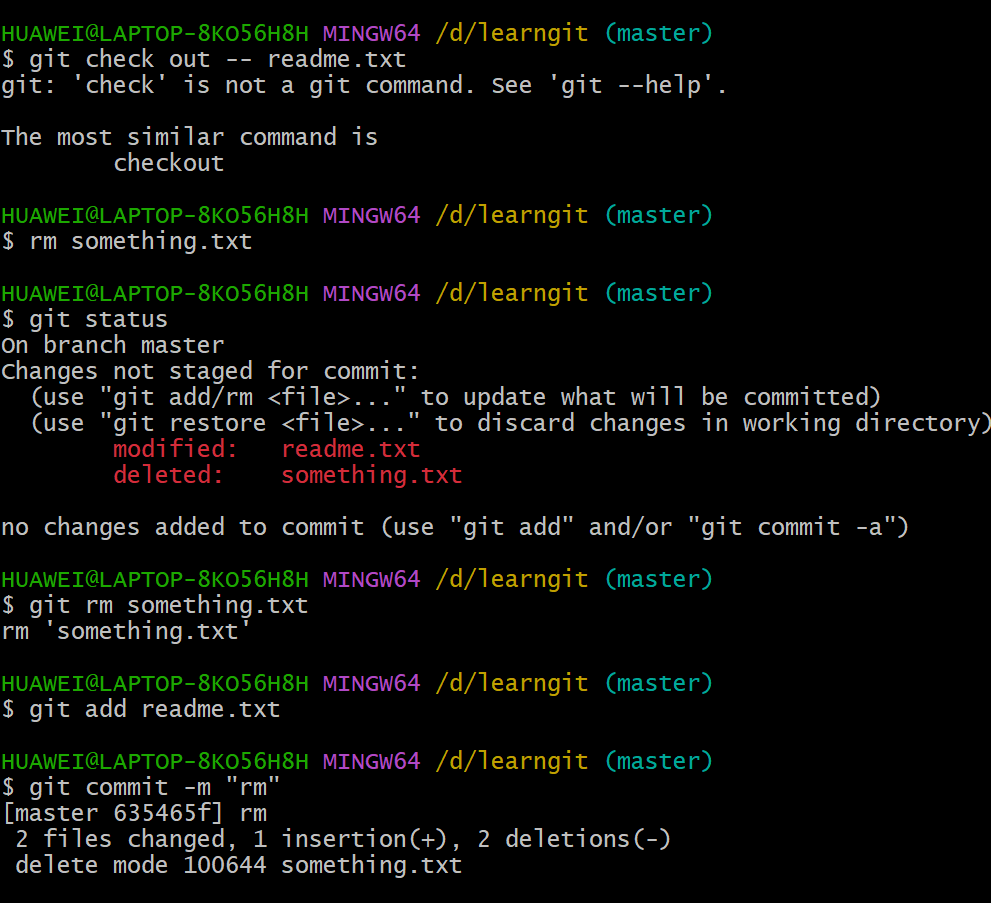 HUAWEI@LAPTOP-8KO56H8H MINGW64 /d/learngit (master)
$ git check out -- readme.txt
git: 'check' is not a git command. See 'git --help'.
The most similar command is
checkout
HUAWEI@LAPTOP-8KO56H8H MINGW64 /d/learngit (master)
$ rm something.txt
HUAWEI@LAPTOP-8KO56H8H MINGW64 /d/learngit (master)
$ git status
On branch master
Changes not staged for commit:
(use "git add/rm <file>..." to update what will be committed)
(use "git restore <file>..." to discard changes in working directory)
modified: readme.txt
deleted: something.txt
no changes added to commit (use "git add" and/or "git commit -a")
HUAWEI@LAPTOP-8KO56H8H MINGW64 /d/learngit (master)
$ git rm something.txt
rm 'something.txt'
HUAWEI@LAPTOP-8KO56H8H MINGW64 /d/learngit (master)
$ git add readme.txt
HUAWEI@LAPTOP-8KO56H8H MINGW64 /d/learngit (master)
$ git commit -m "rm"
[master 635465f] rm
2 files changed, 1 insertion(+), 2 deletions(-)
delete mode 100644 something.txt